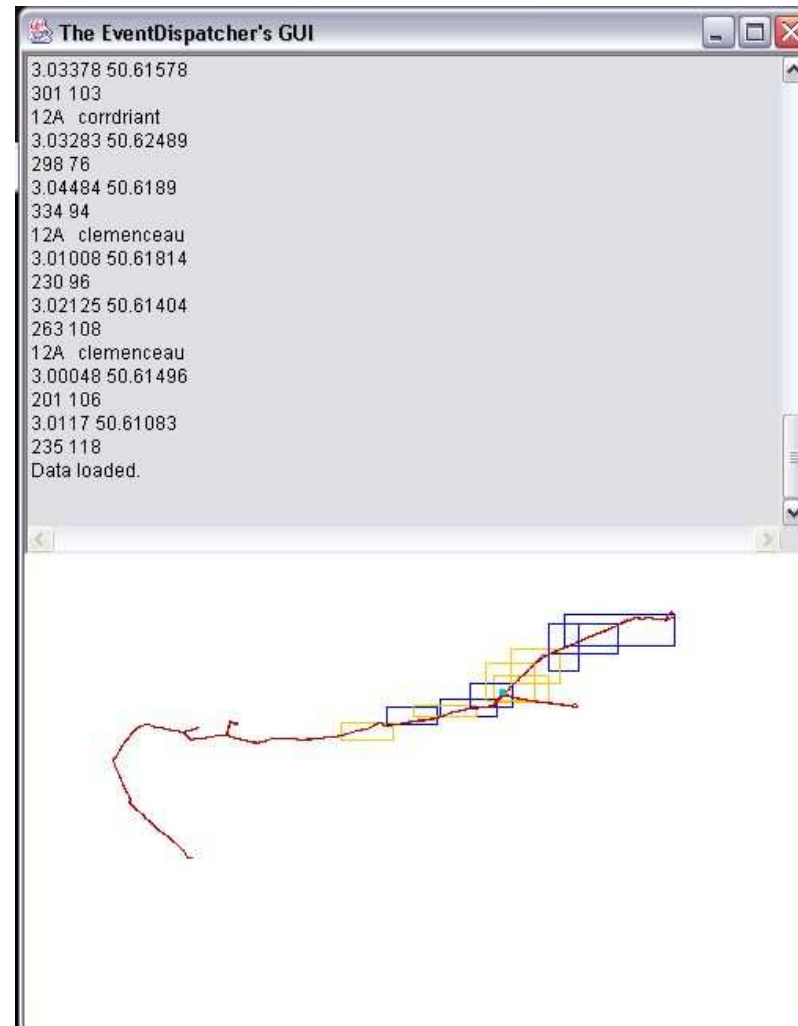 The EventDispatcher's GUI
3.03378 50.61578
301 103
12A corrdriant
3.03283 50.62489
298 76
3.04484 50.6189
334 94
12A clemenceau
3.01008 50.61814
230 96
3.02125 50.61404
263 108
12A clemenceau
3.00048 50.61496
201 106
3.0117 50.61083
235 118
Data loaded.